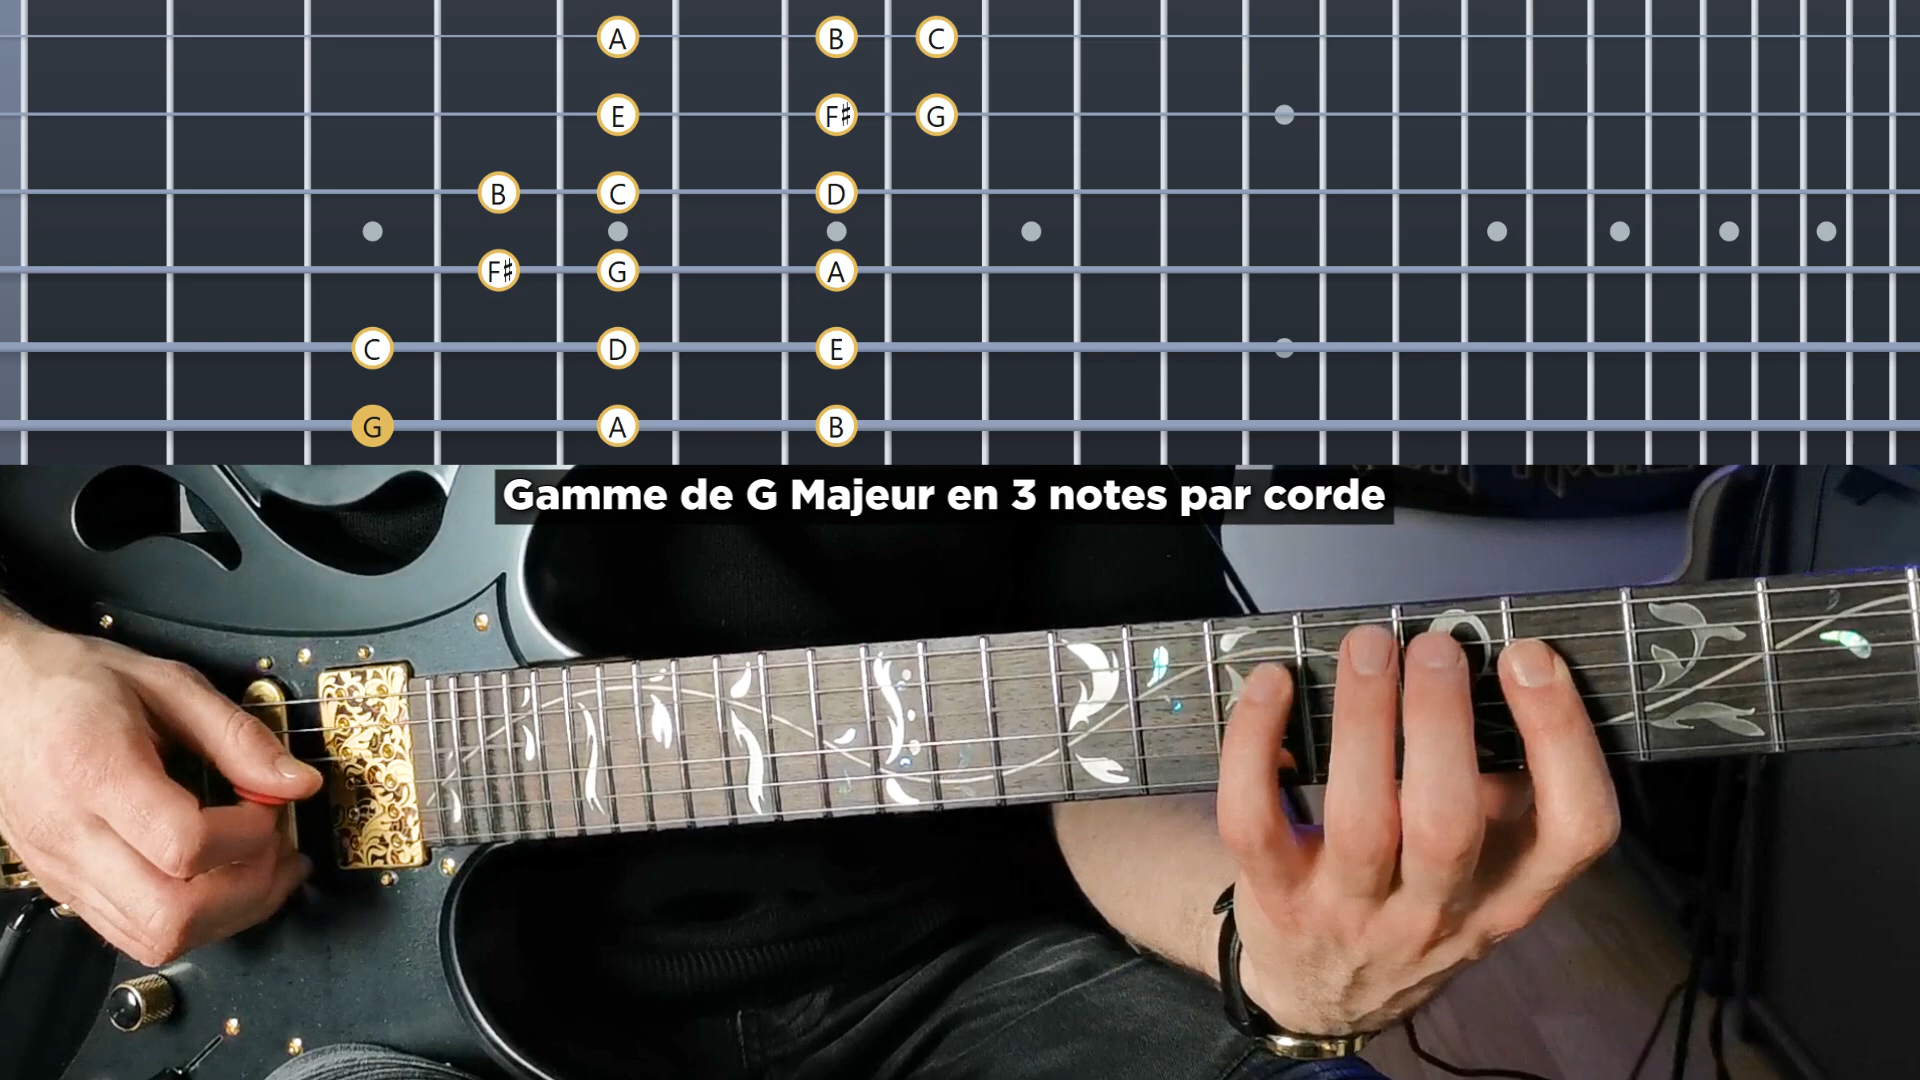 A B C
E F♯ G
B C D
F♯ G A
C D E
G A B
Gamme de G Majeur en 3 notes par corde